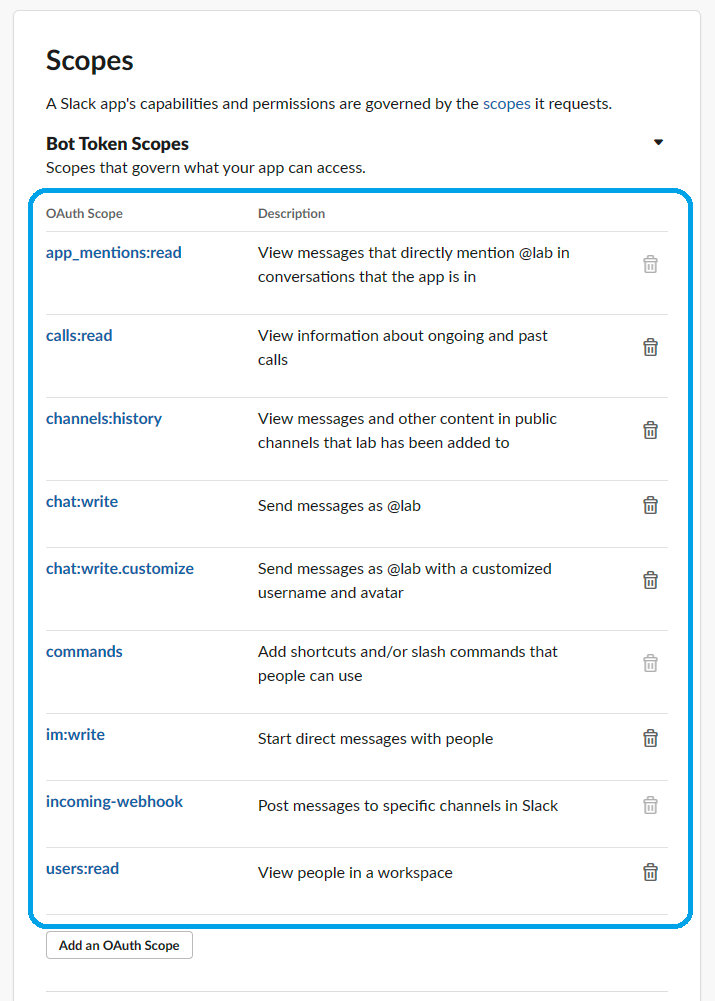 Scopes
A Slack app's capabilities and permissions are governed by the scopes it requests.
Bot Token Scopes
Scopes that govern what your app can access.
OAuth Scope Description
app_mentions:read View messages that directly mention @lab in
conversations that the app is in
calls:read View information about ongoing and past
calls
channels:history View messages and other content in public
channels that lab has been added to
chat:write Send messages as @lab
chat:write.customize Send messages as @lab with a customized
username and avatar
commands Add shortcuts and/or slash commands that
people can use
im:write Start direct messages with people
incoming-webhook Post messages to specific channels in Slack
users:read View people in a workspace
Add an OAuth Scope